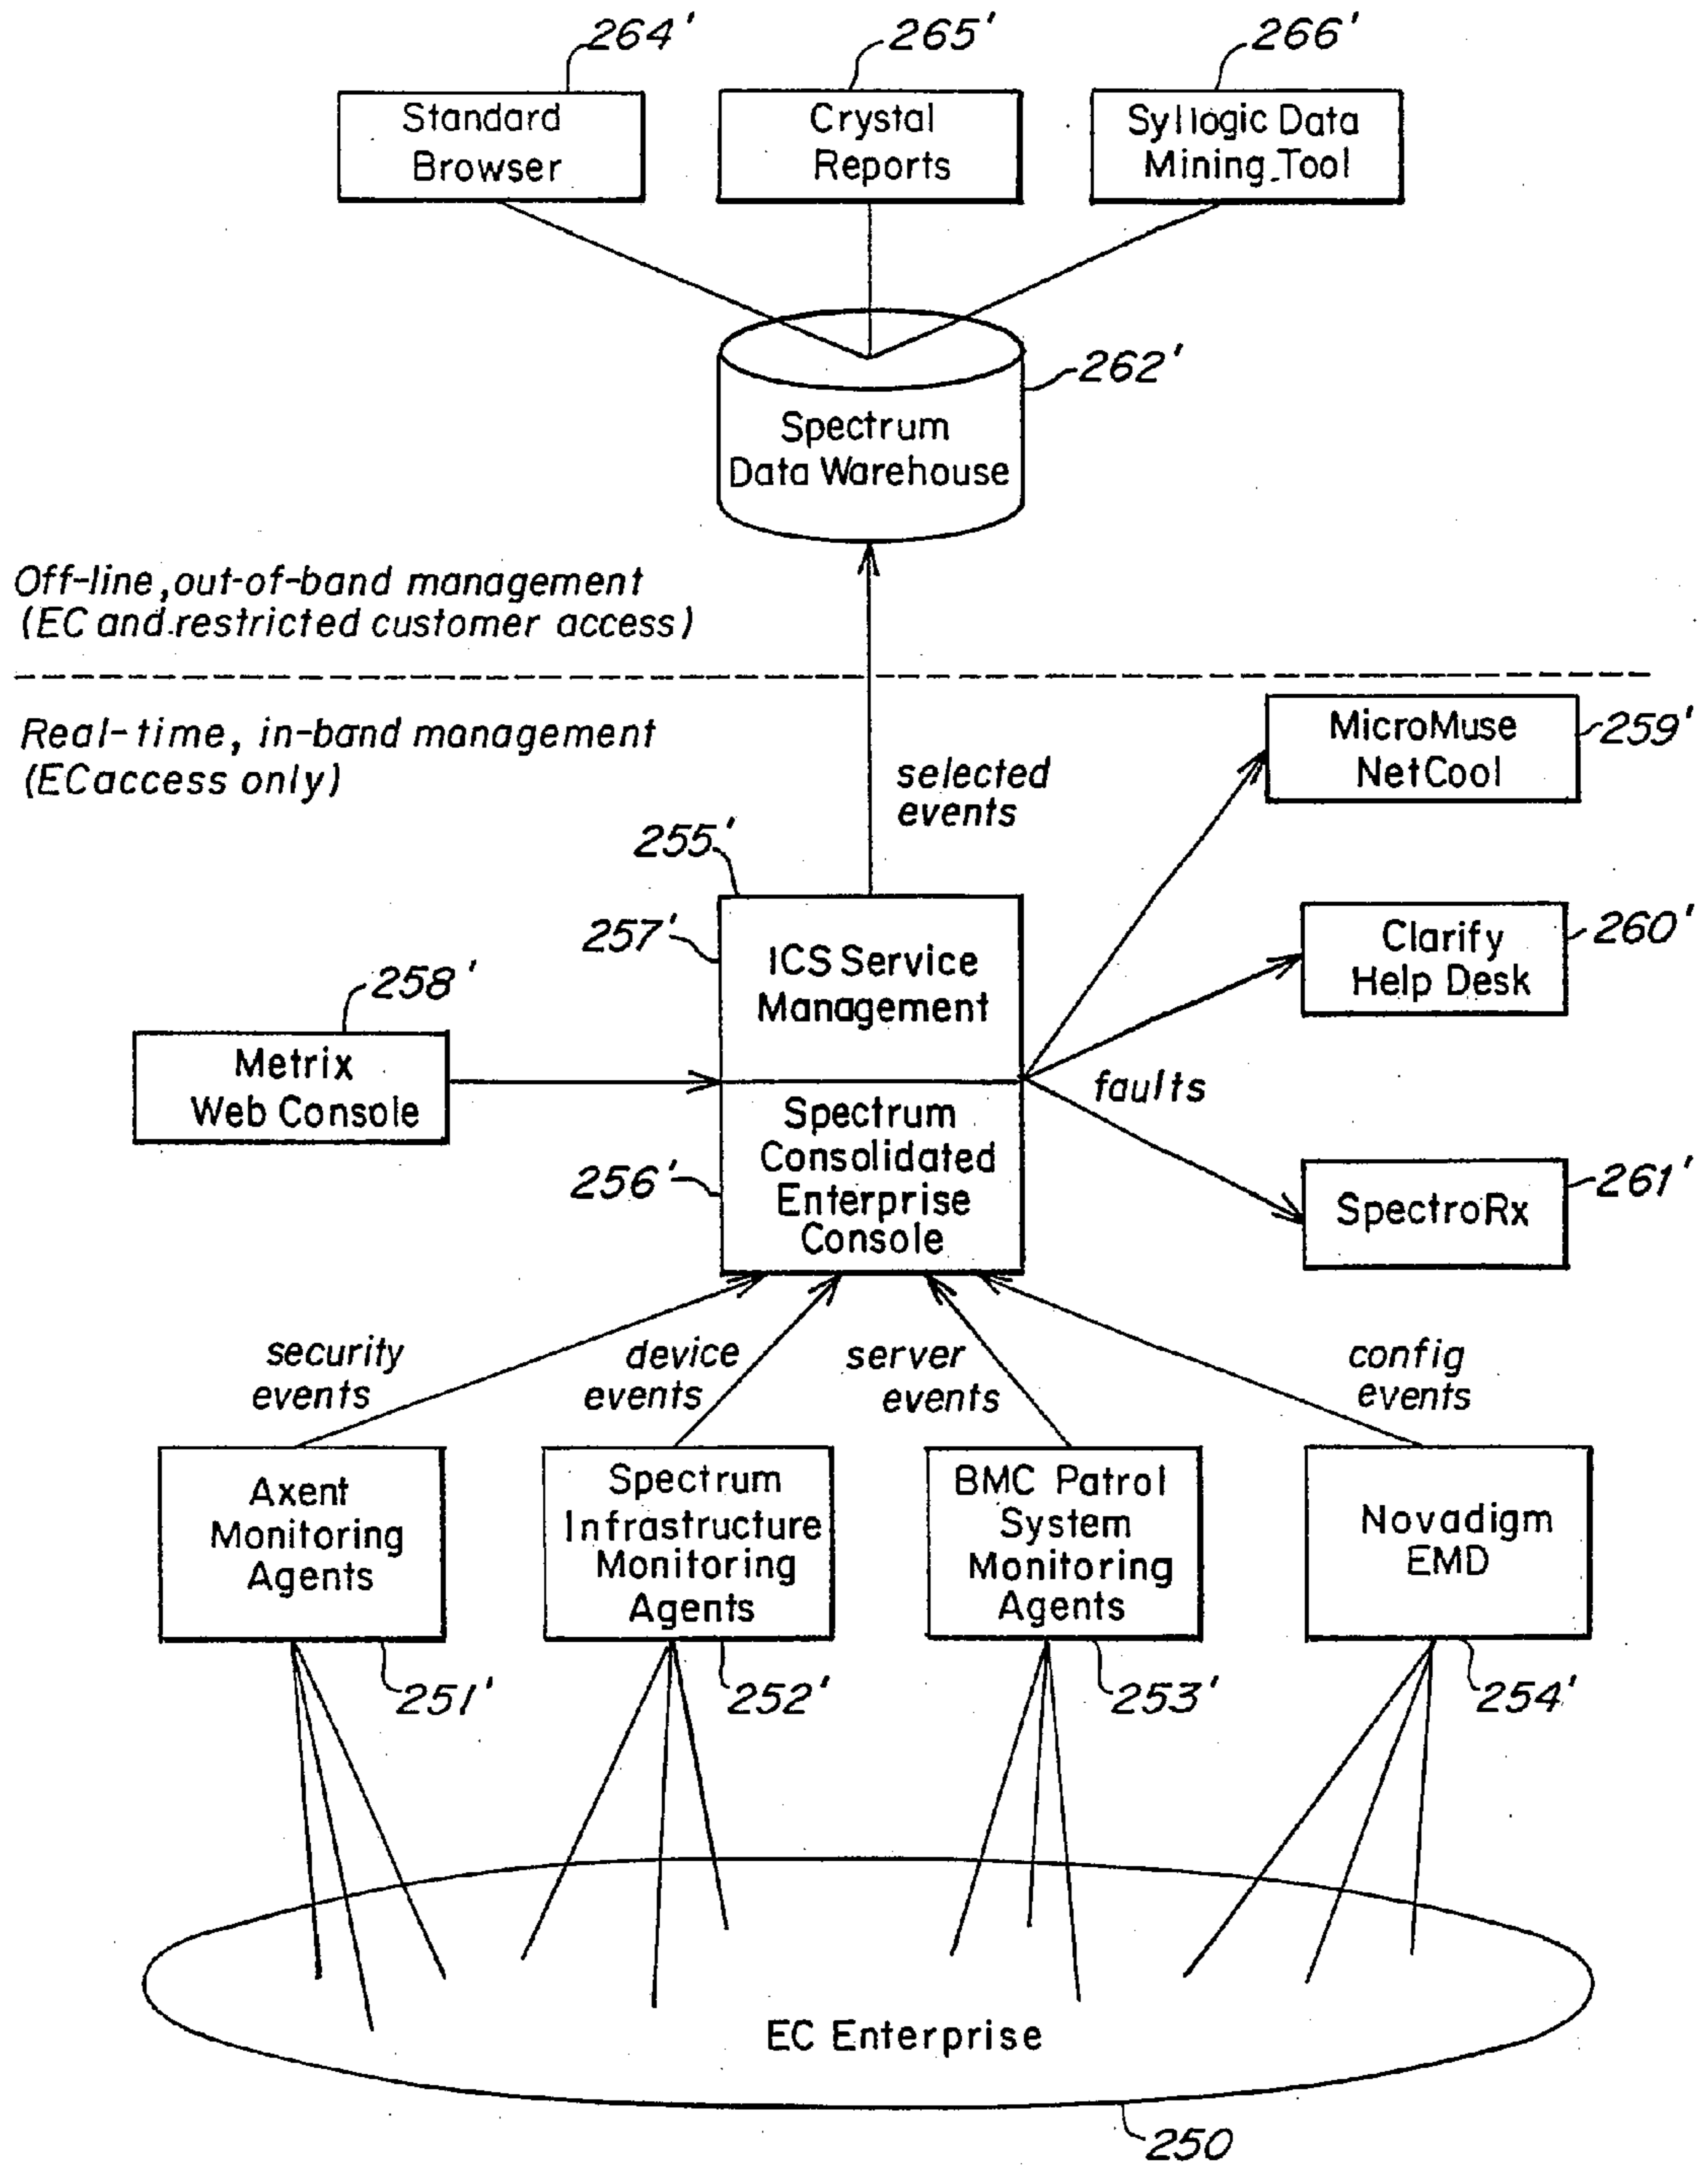 264'
265'
266'
Standard
Browser
Crystal
Reports
Syllogic Data
Mining Tool
262'
Spectrum
Data Warehouse
Off-line, out-of-band management
(EC and restricted customer access)
Real-time, in-band management
(EC access only)
selected
events
MicroMuse
NetCool
259'
255'
257'
ICS Service
Management
Clarify
Help Desk
260'
258'
Metrix
Web Console
faults
Spectrum
Consolidated
Enterprise
Console
256'
SpectroRx
261'
security
events
device
events
server
events
config
events
Axent
Monitoring
Agents
Spectrum
Infrastructure
Monitoring
Agents
BMC Patrol
System
Monitoring
Agents
Novadigm
EMD
251'
252'
253'
254'
EC Enterprise
250